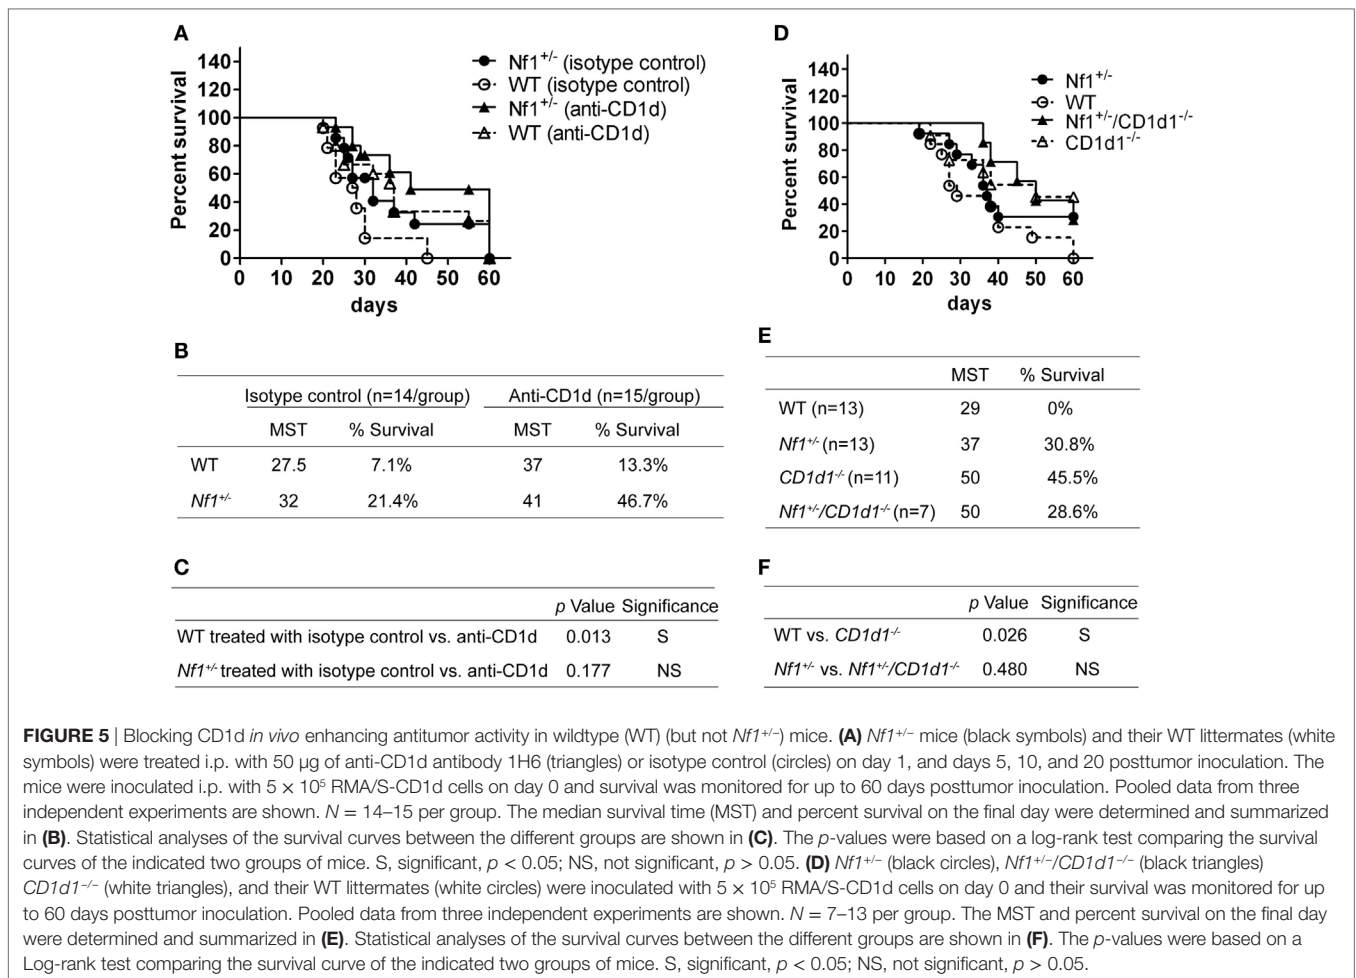 A
Percent survival
140
120
100
80
60
40
20
0
0 10 20 30 40 50 60
days
Nf1+/- (isotype control)
WT (isotype control)
Nf1+/- (anti-CD1d)
WT (anti-CD1d)
B
Isotype control (n=14/group) Anti-CD1d (n=15/group)
MST % Survival MST % Survival
WT 27.5 7.1% 37 13.3%
Nf1+/- 32 21.4% 41 46.7%
C
p Value Significance
WT treated with isotype control vs. anti-CD1d 0.013 S
Nf1+/- treated with isotype control vs. anti-CD1d 0.177 NS
D
Percent survival
140
120
100
80
60
40
20
0
0 10 20 30 40 50 60
days
Nf1+/-
WT
Nf1+/-/CD1d1-/-
CD1d1-/-
E
MST % Survival
WT (n=13) 29 0%
Nf1+/- (n=13) 37 30.8%
CD1d1-/- (n=11) 50 45.5%
Nf1+/-/CD1d1-/- (n=7) 50 28.6%
F
p Value Significance
WT vs. CD1d1-/- 0.026 S
Nf1+/- vs. Nf1+/-/CD1d1-/- 0.480 NS
FIGURE 5 | Blocking CD1d in vivo enhancing antitumor activity in wildtype (WT) (but not Nf1+/−) mice. (A) Nf1+/− mice (black symbols) and their WT littermates (white
symbols) were treated i.p. with 50 µg of anti-CD1d antibody 1H6 (triangles) or isotype control (circles) on day 1, and days 5, 10, and 20 posttumor inoculation. The
mice were inoculated i.p. with 5 × 10⁵ RMA/S-CD1d cells on day 0 and survival was monitored for up to 60 days posttumor inoculation. Pooled data from three
independent experiments are shown. N = 14–15 per group. The median survival time (MST) and percent survival on the final day were determined and summarized
in (B). Statistical analyses of the survival curves between the different groups are shown in (C). The p-values were based on a log-rank test comparing the survival
curves of the indicated two groups of mice. S, significant, p < 0.05; NS, not significant, p > 0.05. (D) Nf1+/− (black circles), Nf1+/−/CD1d1−/− (black triangles)
CD1d1−/− (white triangles), and their WT littermates (white circles) were inoculated with 5 × 10⁵ RMA/S-CD1d cells on day 0 and their survival was monitored for up
to 60 days posttumor inoculation. Pooled data from three independent experiments are shown. N = 7–13 per group. The MST and percent survival on the final day
were determined and summarized in (E). Statistical analyses of the survival curves between the different groups are shown in (F). The p-values were based on a
Log-rank test comparing the survival curve of the indicated two groups of mice. S, significant, p < 0.05; NS, not significant, p > 0.05.